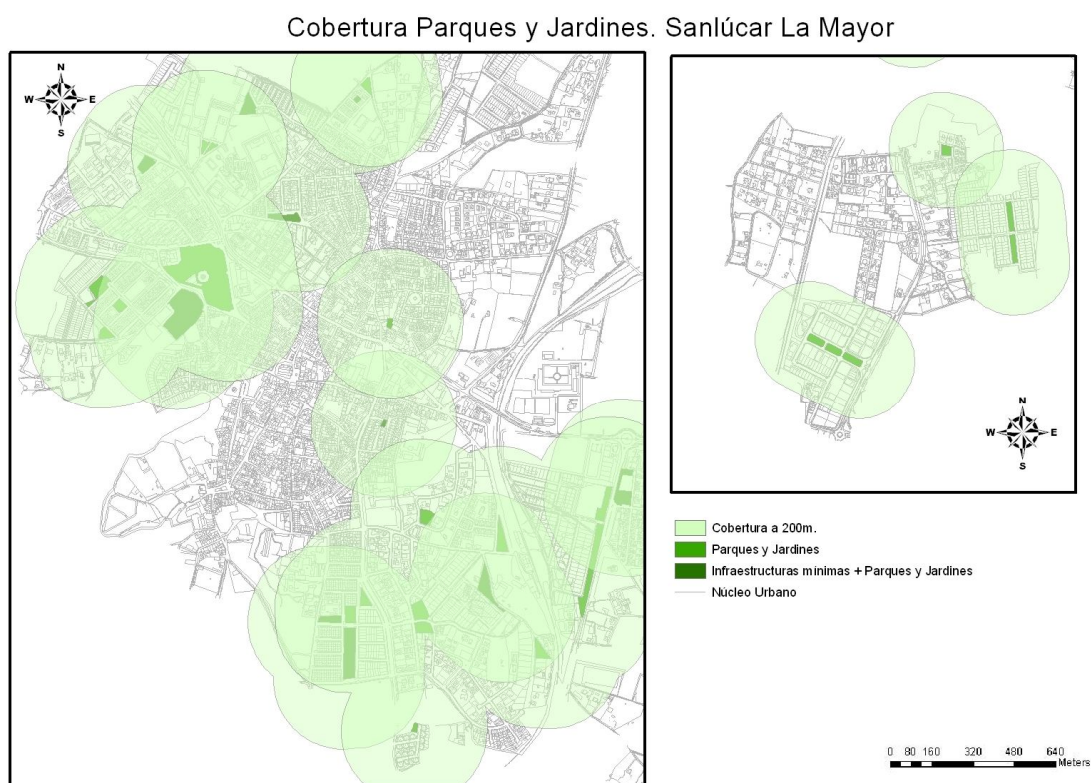 Cobertura Parques y Jardines. Sanlúcar La Mayor
N
W E
S
N
W E
S
Cobertura a 200m.
Parques y Jardines
Infraestructuras mínimas + Parques y Jardines
Núcleo Urbano
0 80 160 320 480 640
Meters